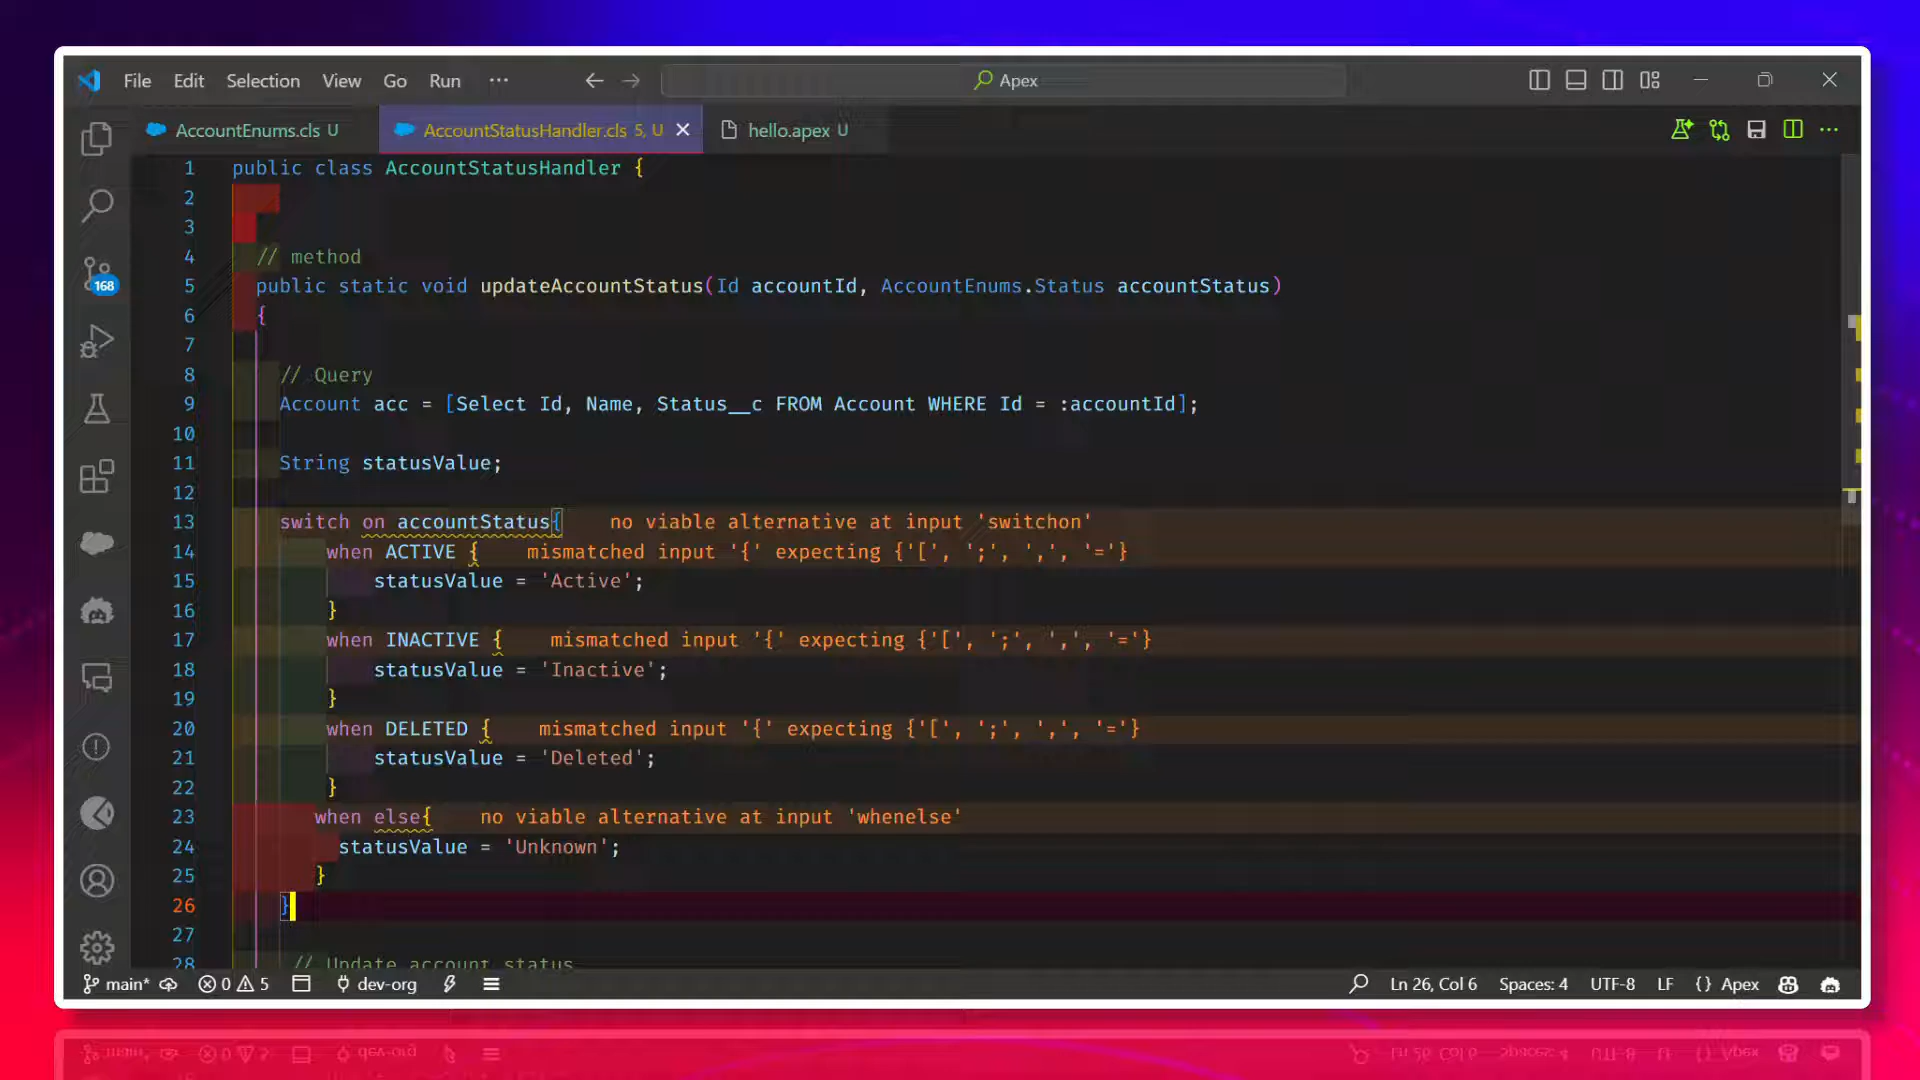 File Edit Selection View Go Run ··· Apex
AccountEnums.cls U AccountStatusHandler.cls 5, U hello.apex U
1 public class AccountStatusHandler {
2
3
4 // method
5 public static void updateAccountStatus(Id accountId, AccountEnums.Status accountStatus)
6 {
7
8 // Query
9 Account acc = [Select Id, Name, Status__c FROM Account WHERE Id = :accountId];
10
11 String statusValue;
12
13 switch on accountStatus{ no viable alternative at input 'switchon'
14 when ACTIVE { mismatched input '{' expecting {'[', ';', ',', '='}
15 statusValue = 'Active';
16 }
17 when INACTIVE { mismatched input '{' expecting {'[', ';', ',', '='}
18 statusValue = 'Inactive';
19 }
20 when DELETED { mismatched input '{' expecting {'[', ';', ',', '='}
21 statusValue = 'Deleted';
22 }
23 when else{ no viable alternative at input 'whenelse'
24 statusValue = 'Unknown';
25 }
26 }
27
28 // Update account status
168
main* 0 5 dev-org Ln 26, Col 6 Spaces: 4 UTF-8 LF {} Apex